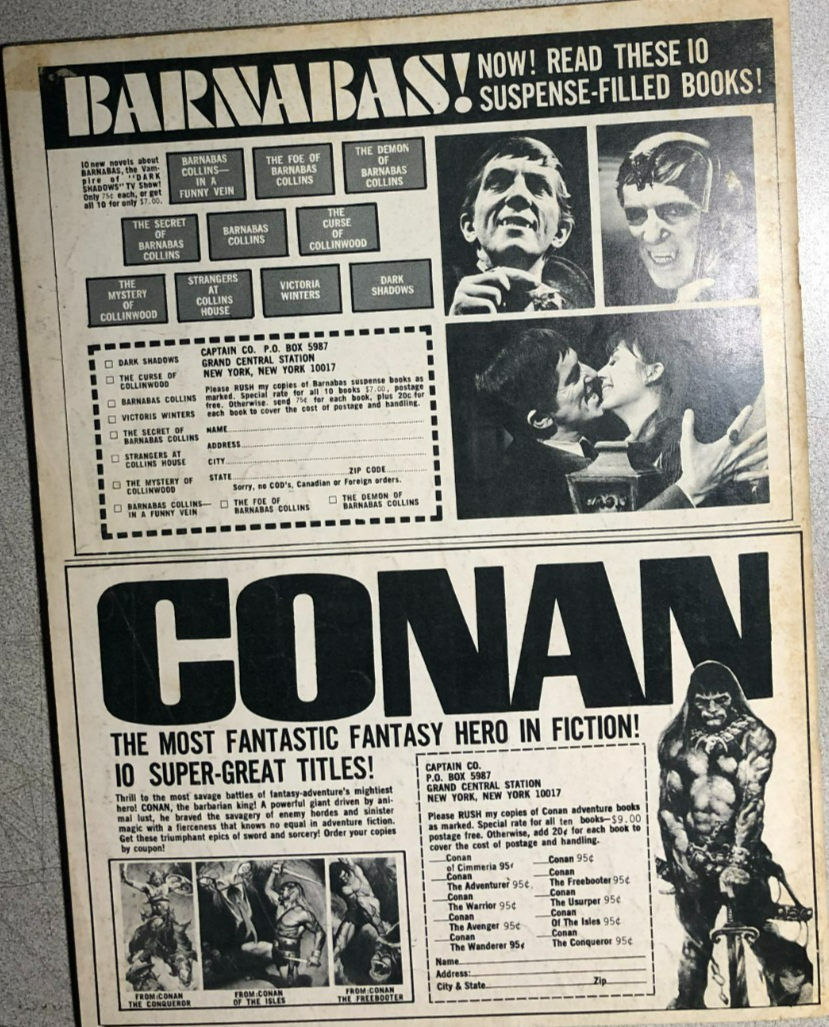 BARNABAS!
NOW! READ THESE 10
SUSPENSE-FILLED BOOKS!
10 new novels about
BARNABAS, the Vam-
pire of "DARK
SHADOWS" TV Show!
Only 75¢ each, or get
all 10 for only $7.00.
BARNABAS
COLLINS—
IN A
FUNNY VEIN
THE FOE OF
BARNABAS
COLLINS
THE DEMON
OF
BARNABAS
COLLINS
THE SECRET
OF
BARNABAS
COLLINS
BARNABAS
COLLINS
THE
CURSE
OF
COLLINWOOD
THE
MYSTERY
OF
COLLINWOOD
STRANGERS
AT
COLLINS
HOUSE
VICTORIA
WINTERS
DARK
SHADOWS
DARK SHADOWS
THE CURSE OF
COLLINWOOD
BARNABAS COLLINS
VICTORIS WINTERS
THE SECRET OF
BARNABAS COLLINS
STRANGERS AT
COLLINS HOUSE
THE MYSTERY OF
COLLINWOOD
BARNABAS COLLINS—
IN A FUNNY VEIN
THE FOE OF
BARNABAS COLLINS
THE DEMON OF
BARNABAS COLLINS
CAPTAIN CO. P.O. BOX 5987
GRAND CENTRAL STATION
NEW YORK, NEW YORK 10017
Please RUSH my copies of Barnabas suspense books as
marked. Special rate for all 10 books $7.00, postage
free. Otherwise. send 75¢ for each book, plus 20¢ for
each book to cover the cost of postage and handling.
NAME
ADDRESS
CITY
STATE ZIP CODE
Sorry, no COD's, Canadian or Foreign orders.
CONAN
THE MOST FANTASTIC FANTASY HERO IN FICTION!
10 SUPER-GREAT TITLES!
Thrill to the most savage battles of fantasy-adventure's mightiest
hero! CONAN, the barbarian king! A powerful giant driven by ani-
mal lust, he braved the savagery of enemy hordes and sinister
magic with a fierceness that knows no equal in adventure fiction.
Get these triumphant epics of sword and sorcery! Order your copies
by coupon!
FROM:CONAN
THE CONQUEROR
FROM:CONAN
OF THE ISLES
FROM:CONAN
THE FREEBOOTER
CAPTAIN CO.
P.O. BOX 5987
GRAND CENTRAL STATION
NEW YORK, NEW YORK 10017
Please RUSH my copies of Conan adventure books
as marked. Special rate for all ten books—$9.00
postage free. Otherwise, add 20¢ for each book to
cover the cost of postage and handling.
Conan
of Cimmeria 95¢
Conan
The Adventurer 95¢
Conan
The Warrior 95¢
Conan
The Avenger 95¢
Conan
The Wanderer 95¢
Conan 95¢
Conan
The Freebooter 95¢
Conan
The Usurper 95¢
Conan
Of The Isles 95¢
Conan
The Conqueror 95¢
Name
Address:
City & State Zip